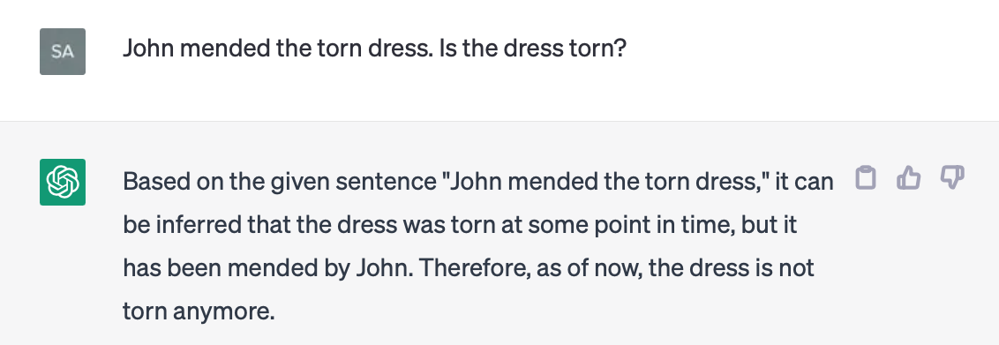 SA
John mended the torn dress. Is the dress torn?
Based on the given sentence "John mended the torn dress," it can
be inferred that the dress was torn at some point in time, but it
has been mended by John. Therefore, as of now, the dress is not
torn anymore.